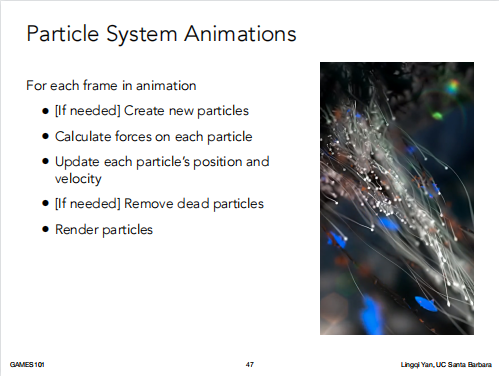 Particle System Animations
For each frame in animation
● [If needed] Create new particles
● Calculate forces on each particle
● Update each particle's position and
velocity
● [If needed] Remove dead particles
● Render particles
GAMES101
47
Lingqi Yan, UC Santa Barbara